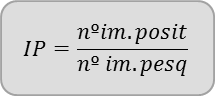 IP = nºim.posit
nº im.pesq